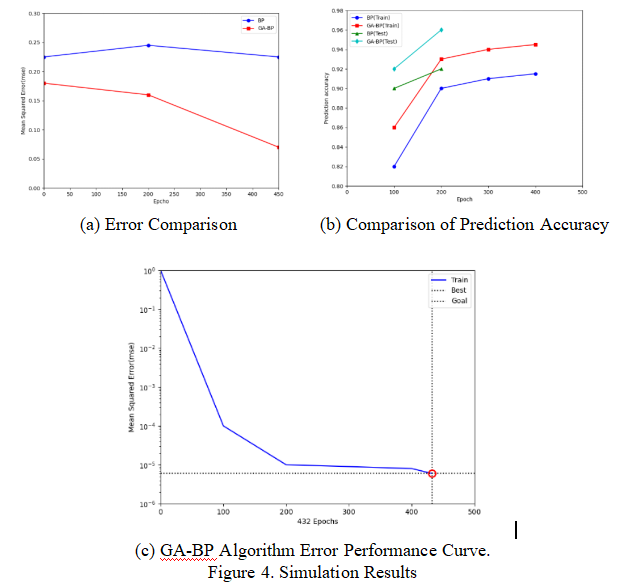 0.30
0.25
0.20
0.15
0.10
0.05
0.00
Mean Squared Error(mse)
BP
GA-BP
0 50 100 150 200 250 300 350 400 450
Epcho
(a) Error Comparison
0.98
0.96
0.94
0.92
0.90
0.88
0.86
0.84
0.82
0.80
Prediction accuracy
BP(Train)
GA-BP(Train)
BP(Test)
GA-BP(Test)
0 100 200 300 400 500
Epoch
(b) Comparison of Prediction Accuracy
10⁰
10⁻¹
10⁻²
10⁻³
10⁻⁴
10⁻⁵
10⁻⁶
Mean Squared Error(mse)
Train
Best
Goal
0 100 200 300 400 500
432 Epochs
(c) GA-BP Algorithm Error Performance Curve.
Figure 4. Simulation Results